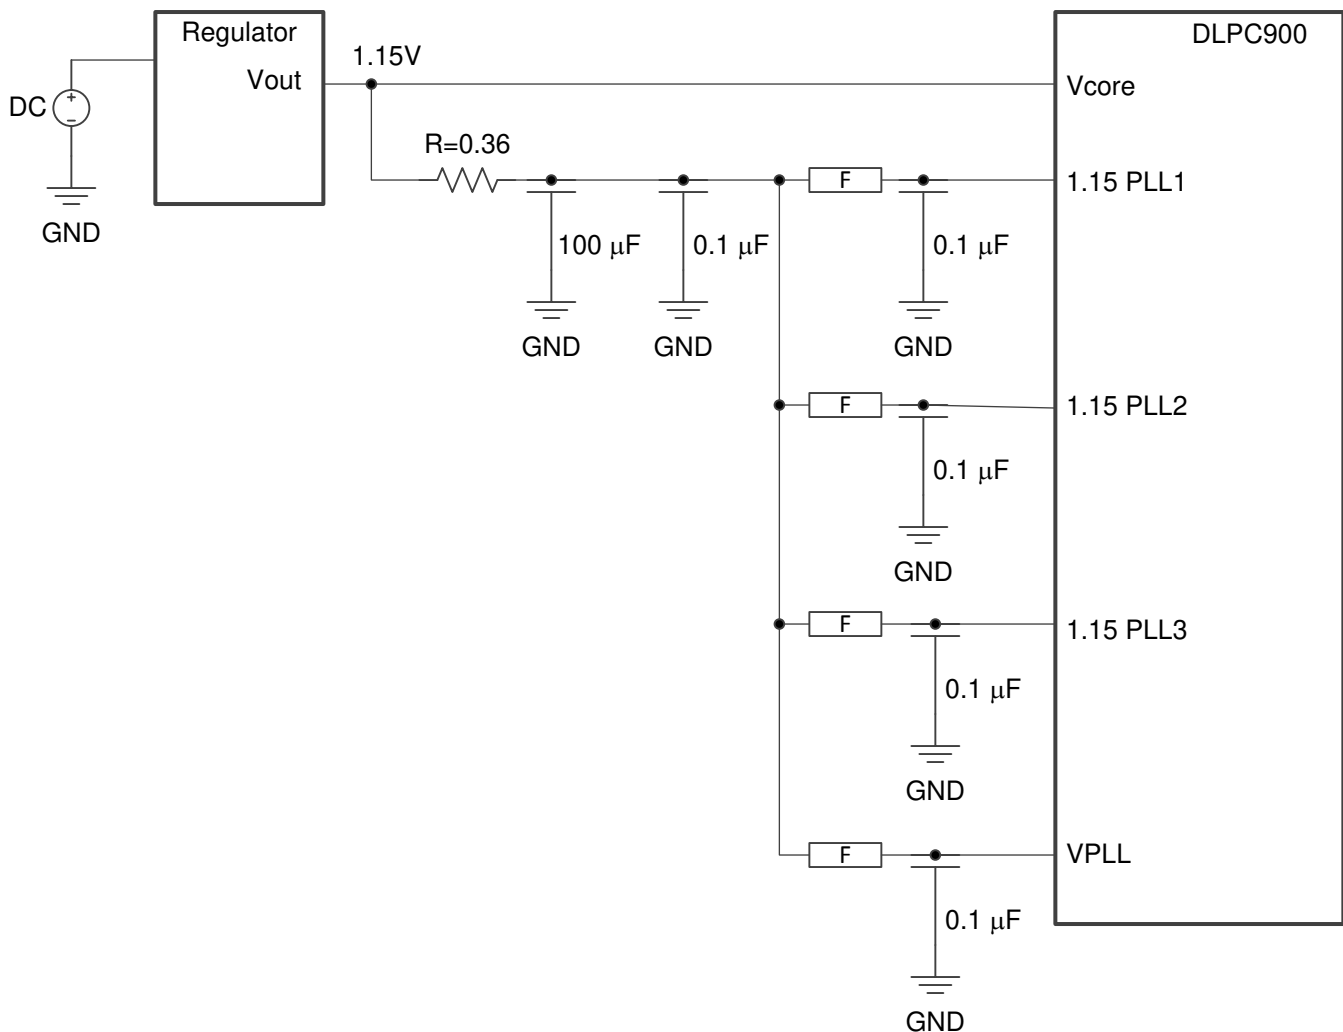 Regulator
DLPC900
1.15V
Vout
Vcore
DC
+
−
R=0.36
F
1.15 PLL1
GND
100 μF
0.1 μF
0.1 μF
GND
GND
GND
F
1.15 PLL2
0.1 μF
GND
F
1.15 PLL3
0.1 μF
GND
F
VPLL
0.1 μF
GND